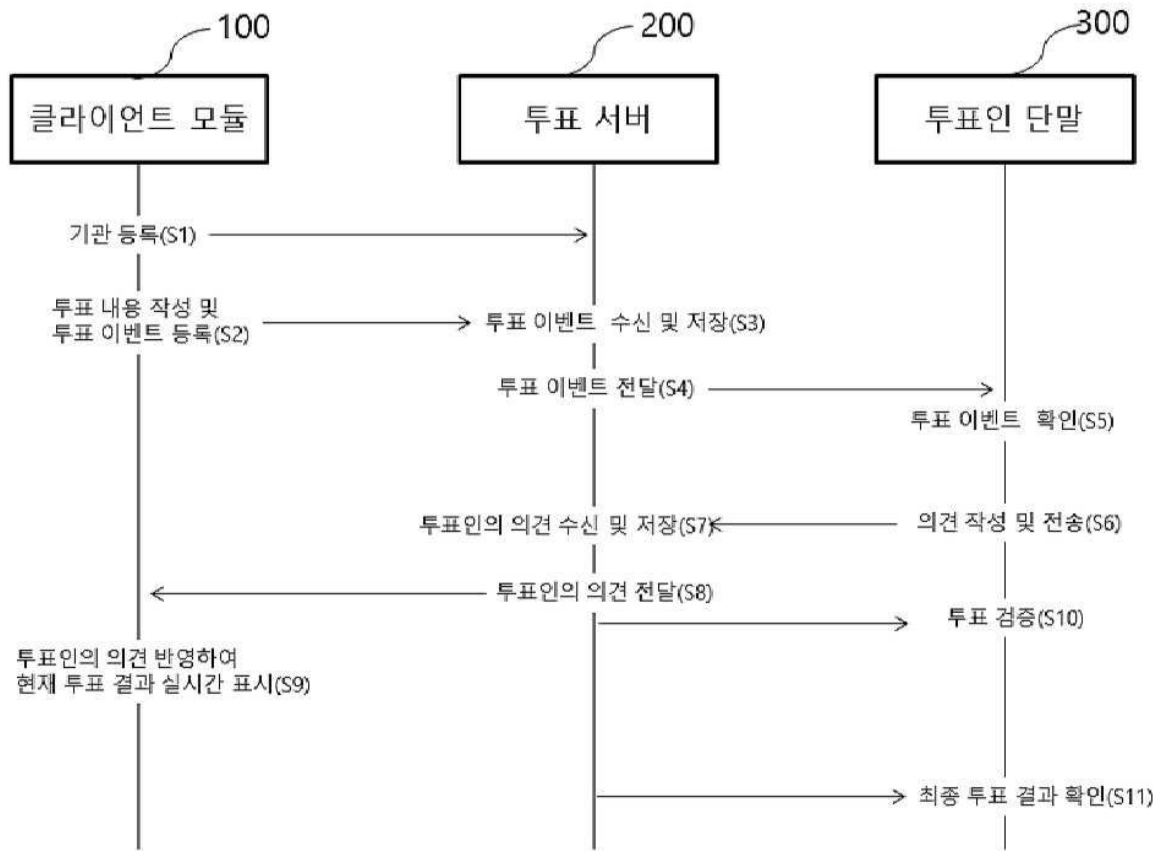 100
200
300
클라이언트 모듈
투표 서버
투표인 단말
기관 등록(S1)
투표 내용 작성 및
투표 이벤트 등록(S2)
투표 이벤트 수신 및 저장(S3)
투표 이벤트 전달(S4)
투표 이벤트 확인(S5)
투표인의 의견 수신 및 저장(S7)
의견 작성 및 전송(S6)
투표인의 의견 전달(S8)
투표 검증(S10)
투표인의 의견 반영하여
현재 투표 결과 실시간 표시(S9)
최종 투표 결과 확인(S11)